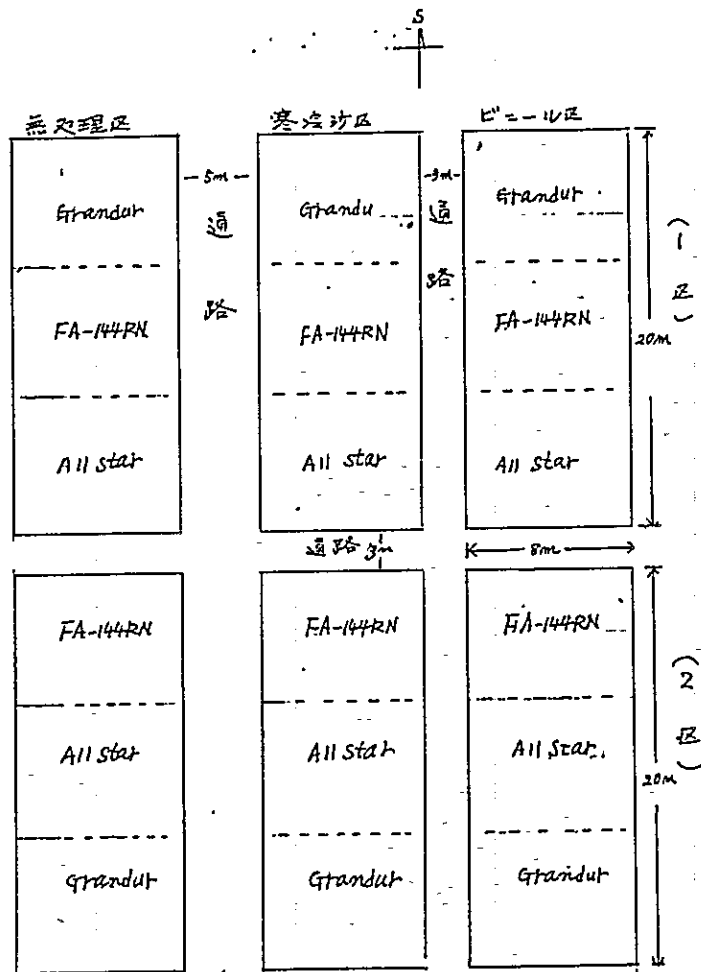 S
無処理区 寒冷沙区 ビニール区
Grandur 5m Grandu 3m Grandur
通路 通路
(1区)
FA-144RN FA-144RN FA-144RN
20m
All star All star All star
通路 3m 8m
FA-144RN FA-144RN FA-144RN
(2区)
All star All star All star
20m
Grandur Grandur Grandur